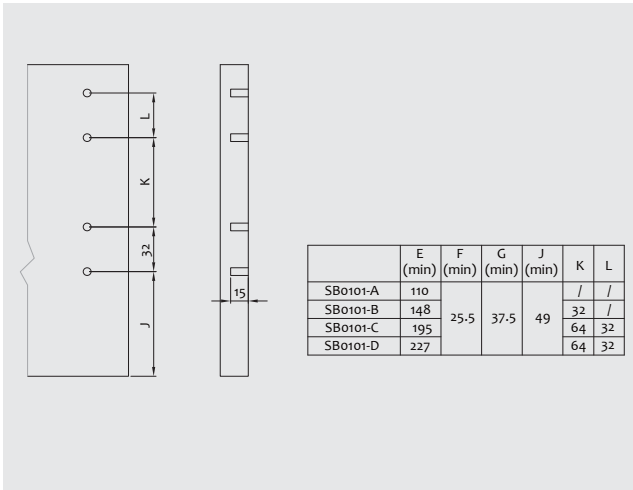 L
K
32
15
J
E F G J K L
(min) (min) (min) (min)
SB0101-A 110 / /
SB0101-B 148 32 /
25.5 37.5 49
SB0101-C 195 64 32
SB0101-D 227 64 32